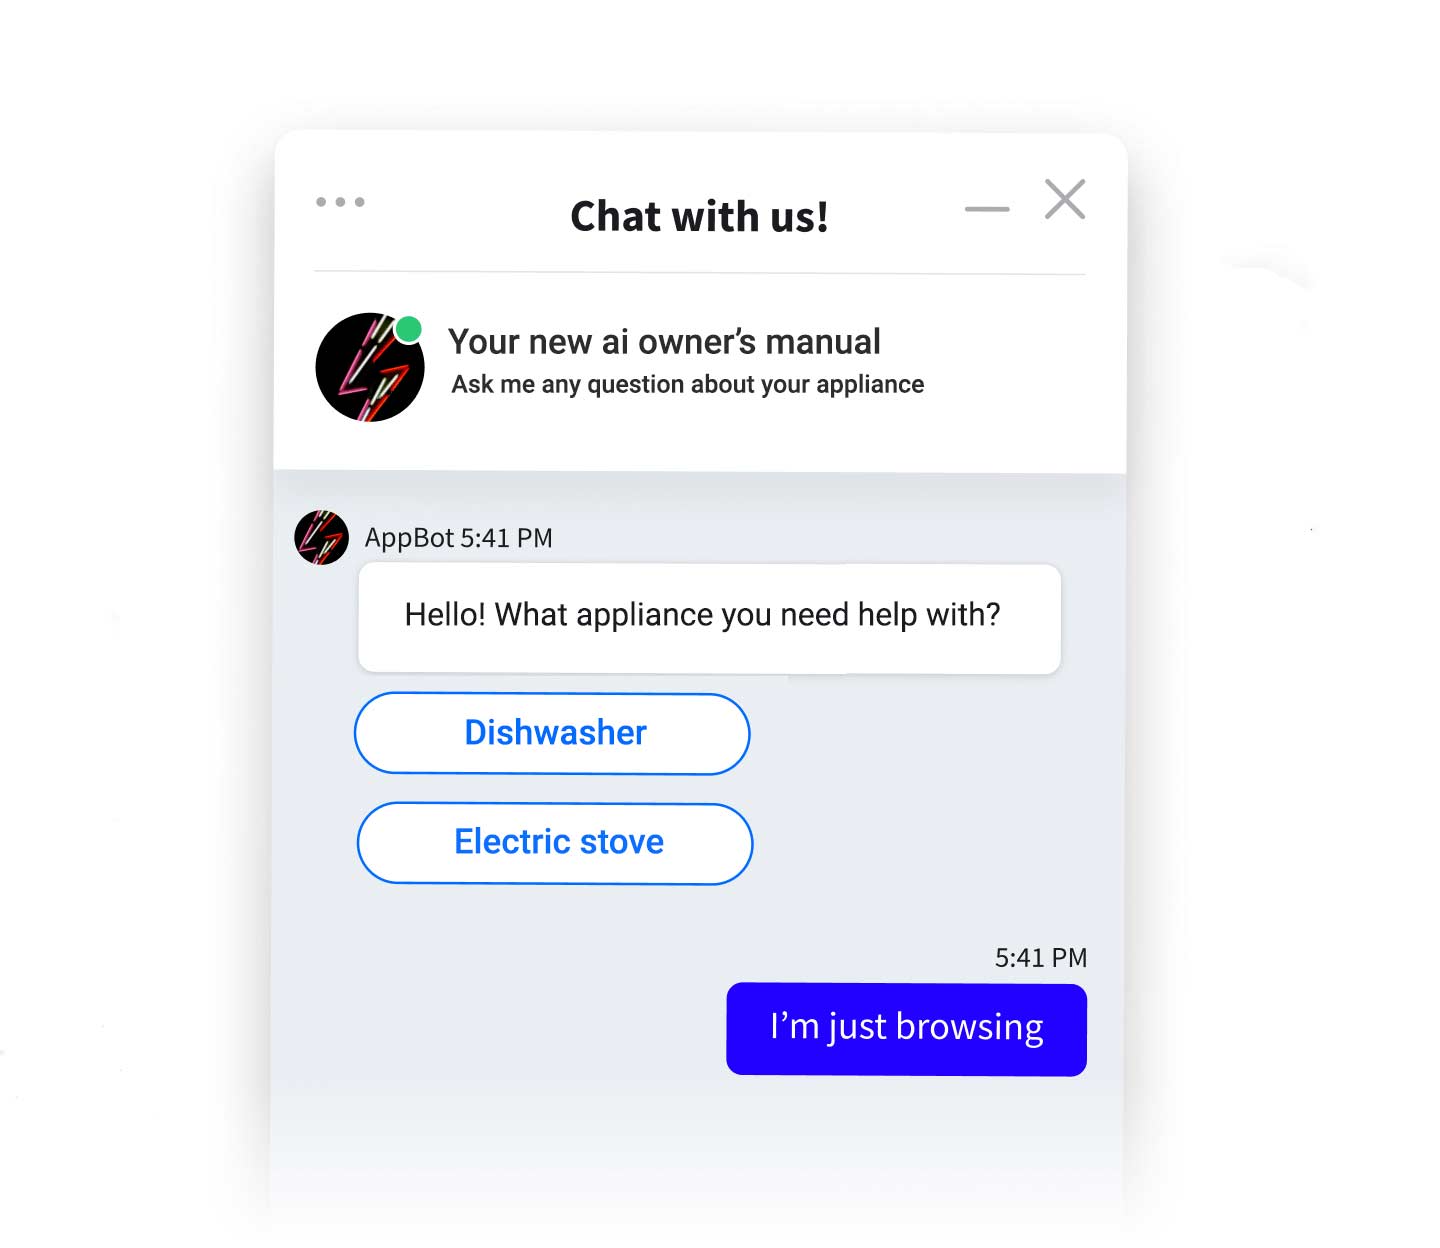 Chat with us!
Your new ai owner’s manual
Ask me any question about your appliance
AppBot 5:41 PM
Hello! What appliance you need help with?
Dishwasher
Electric stove
5:41 PM
I’m just browsing